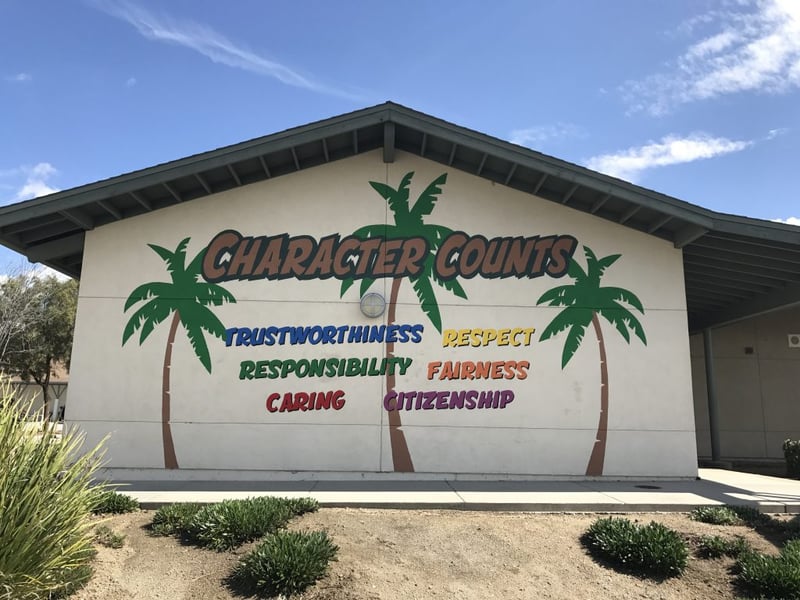 CHARACTER COUNTS
TRUSTWORTHINESS RESPECT
RESPONSIBILITY FAIRNESS
CARING CITIZENSHIP